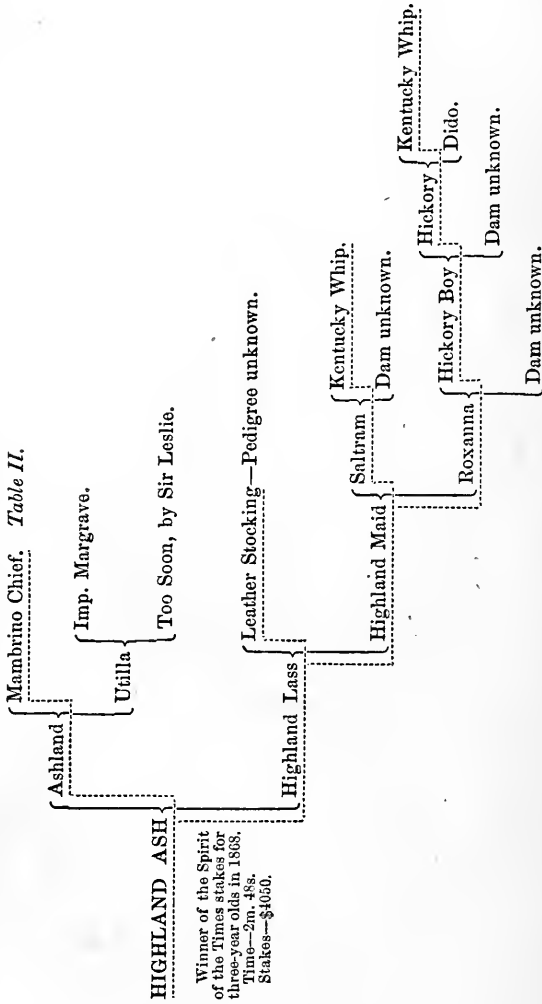 Mambrino Chief. Table II.
Ashland
Imp. Margrave.
Utilla
Too Soon, by Sir Leslie.
HIGHLAND ASH
Winner of the Spirit
of the Times stakes for
three-year olds in 1868.
Time—2m. 48s.
Stakes—$4050.
Leather Stocking—Pedigree unknown.
Highland Lass
Kentucky Whip.
Saltram
Dam unknown.
Highland Maid
Kentucky Whip.
Hickory
Dido.
Hickory Boy
Dam unknown.
Roxanna
Dam unknown.